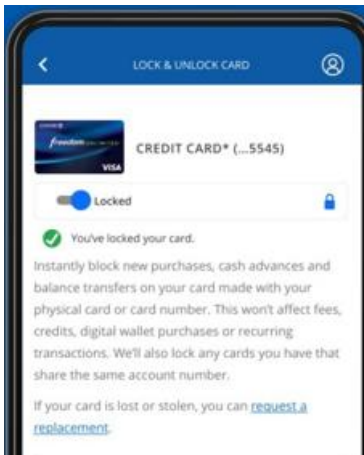 LOCK & UNLOCK CARD
freedom UNLIMITED
VISA
CREDIT CARD* (...5545)
Locked
You've locked your card.
Instantly block new purchases, cash advances and
balance transfers on your card made with your
physical card or card number. This won't affect fees,
credits, digital wallet purchases or recurring
transactions. We'll also lock any cards you have that
share the same account number.
If your card is lost or stolen, you can request a
replacement.